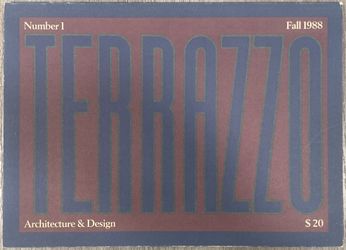 Number 1 Fall 1988
TERRAZZO
Architecture & Design $ 20